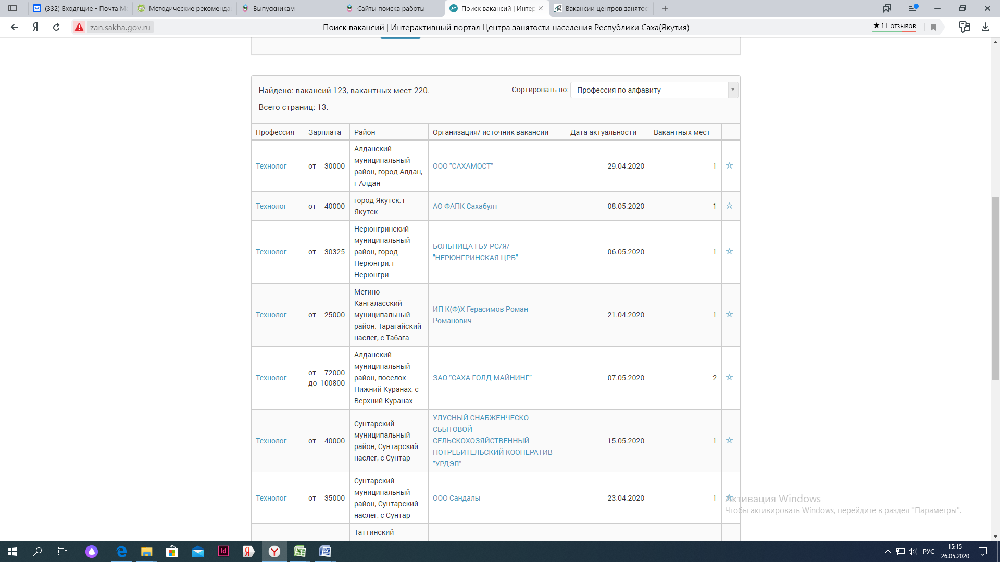 (332) Входящие - Почта М
Методические рекоменда
Выпускникам
Сайты поиска работы
Поиск вакансий | Интер
Вакансии центров занятос
zan.sakha.gov.ru
Поиск вакансий | Интерактивный портал Центра занятости населения Республики Саха(Якутия)
★ 11 отзывов
Найдено: вакансий 123, вакантных мест 220.
Сортировать по: Профессия по алфавиту
Всего страниц: 13.
Профессия Зарплата Район Организация/ источник вакансии Дата актуальности Вакантных мест
Алданский
муниципальный
район, город Алдан,
г Алдан
Технолог от 30000 ООО "САХАМОСТ" 29.04.2020 1
город Якутск, г
Якутск
Технолог от 40000 АО ФАПК Сахабулт 08.05.2020 1
Нерюнгринский
муниципальный
район, город
Нерюнгри, г
Нерюнгри
Технолог от 30325
БОЛЬНИЦА ГБУ РС/Я/
"НЕРЮНГРИНСКАЯ ЦРБ"
06.05.2020 1
Мегино-
Кангаласский
муниципальный
район, Тарагайский
наслег, с Табага
Технолог от 25000
ИП К(Ф)Х Герасимов Роман
Романович
21.04.2020 1
Алданский
муниципальный
район, поселок
Нижний Куранах, с
Верхний Куранах
Технолог
от 72000
до 100800
ЗАО "САХА ГОЛД МАЙНИНГ" 07.05.2020 2
Сунтарский
муниципальный
район, Сунтарский
наслег, с Сунтар
Технолог от 40000
УЛУСНЫЙ СНАБЖЕНЧЕСКО-
СБЫТОВОЙ
СЕЛЬСКОХОЗЯЙСТВЕННЫЙ
ПОТРЕБИТЕЛЬСКИЙ КООПЕРАТИВ
"УРДЭЛ"
15.05.2020 1
Сунтарский
муниципальный
район, Сунтарский
наслег, с Сунтар
Технолог от 35000 ООО Сандалы 23.04.2020 1
Таттинский
Активация Windows
Чтобы активировать Windows, перейдите в раздел "Параметры".
РУС
15:15
26.05.2020